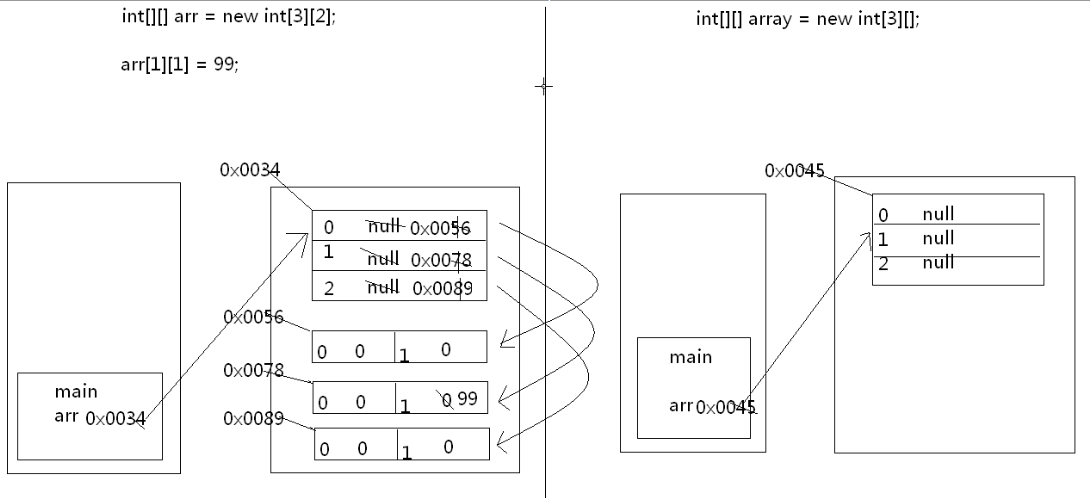 int[][] arr = new int[3][2];
arr[1][1] = 99;
0x0034
0 null 0x0056
1 null 0x0078
2 null 0x0089
0x0056
0 0 1 0
0x0078
0 0 1 0 99
0x0089
0 0 1 0
main
arr 0x0034
int[][] array = new int[3][];
0x0045
0 null
1 null
2 null
main
arr 0x0045